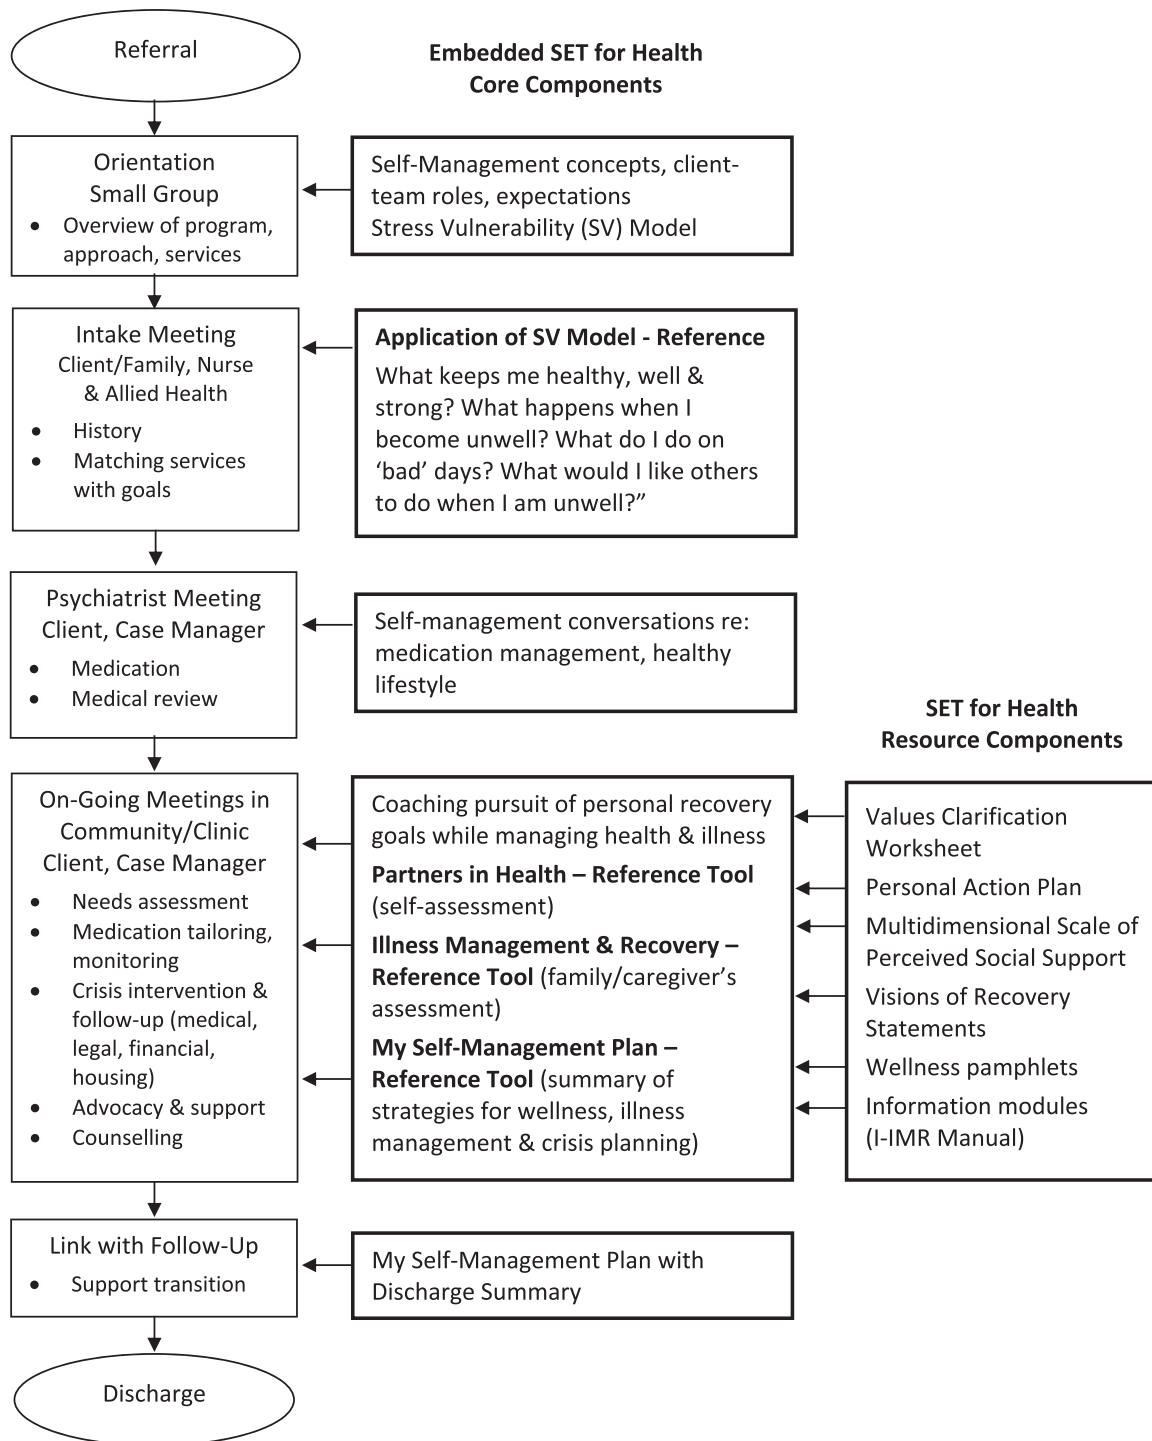 Referral
Embedded SET for Health
Core Components
Orientation
Small Group
• Overview of program,
approach, services
Self-Management concepts, client-
team roles, expectations
Stress Vulnerability (SV) Model
Intake Meeting
Client/Family, Nurse
& Allied Health
• History
• Matching services
with goals
Application of SV Model - Reference
What keeps me healthy, well &
strong? What happens when I
become unwell? What do I do on
‘bad’ days? What would I like others
to do when I am unwell?”
Psychiatrist Meeting
Client, Case Manager
• Medication
• Medical review
Self-management conversations re:
medication management, healthy
lifestyle
SET for Health
Resource Components
On-Going Meetings in
Community/Clinic
Client, Case Manager
• Needs assessment
• Medication tailoring,
monitoring
• Crisis intervention &
follow-up (medical,
legal, financial,
housing)
• Advocacy & support
• Counselling
Coaching pursuit of personal recovery
goals while managing health & illness
Partners in Health – Reference Tool
(self-assessment)
Illness Management & Recovery –
Reference Tool (family/caregiver’s
assessment)
My Self-Management Plan –
Reference Tool (summary of
strategies for wellness, illness
management & crisis planning)
Values Clarification
Worksheet
Personal Action Plan
Multidimensional Scale of
Perceived Social Support
Visions of Recovery
Statements
Wellness pamphlets
Information modules
(I-IMR Manual)
Link with Follow-Up
• Support transition
My Self-Management Plan with
Discharge Summary
Discharge